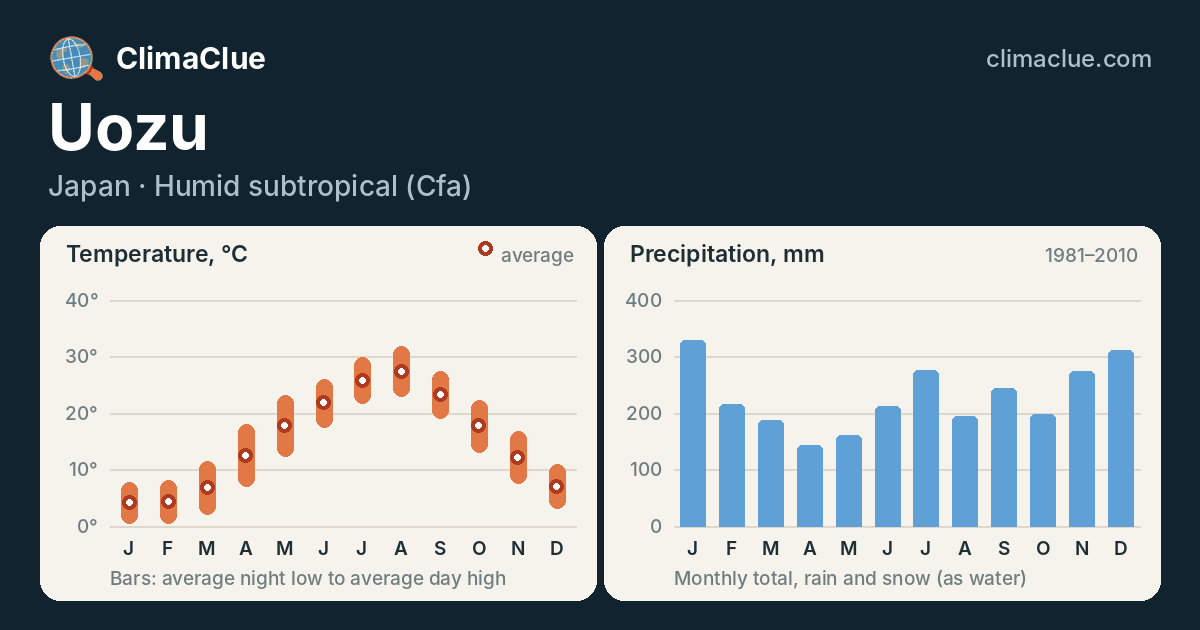 ClimaClue
climaclue.com
Uozu
Japan · Humid subtropical (Cfa)
Temperature, °C
average
40°
30°
20°
10°
0°
J F M A M J J A S O N D
Bars: average night low to average day high
Precipitation, mm
1981–2010
400
300
200
100
0
J F M A M J J A S O N D
Monthly total, rain and snow (as water)